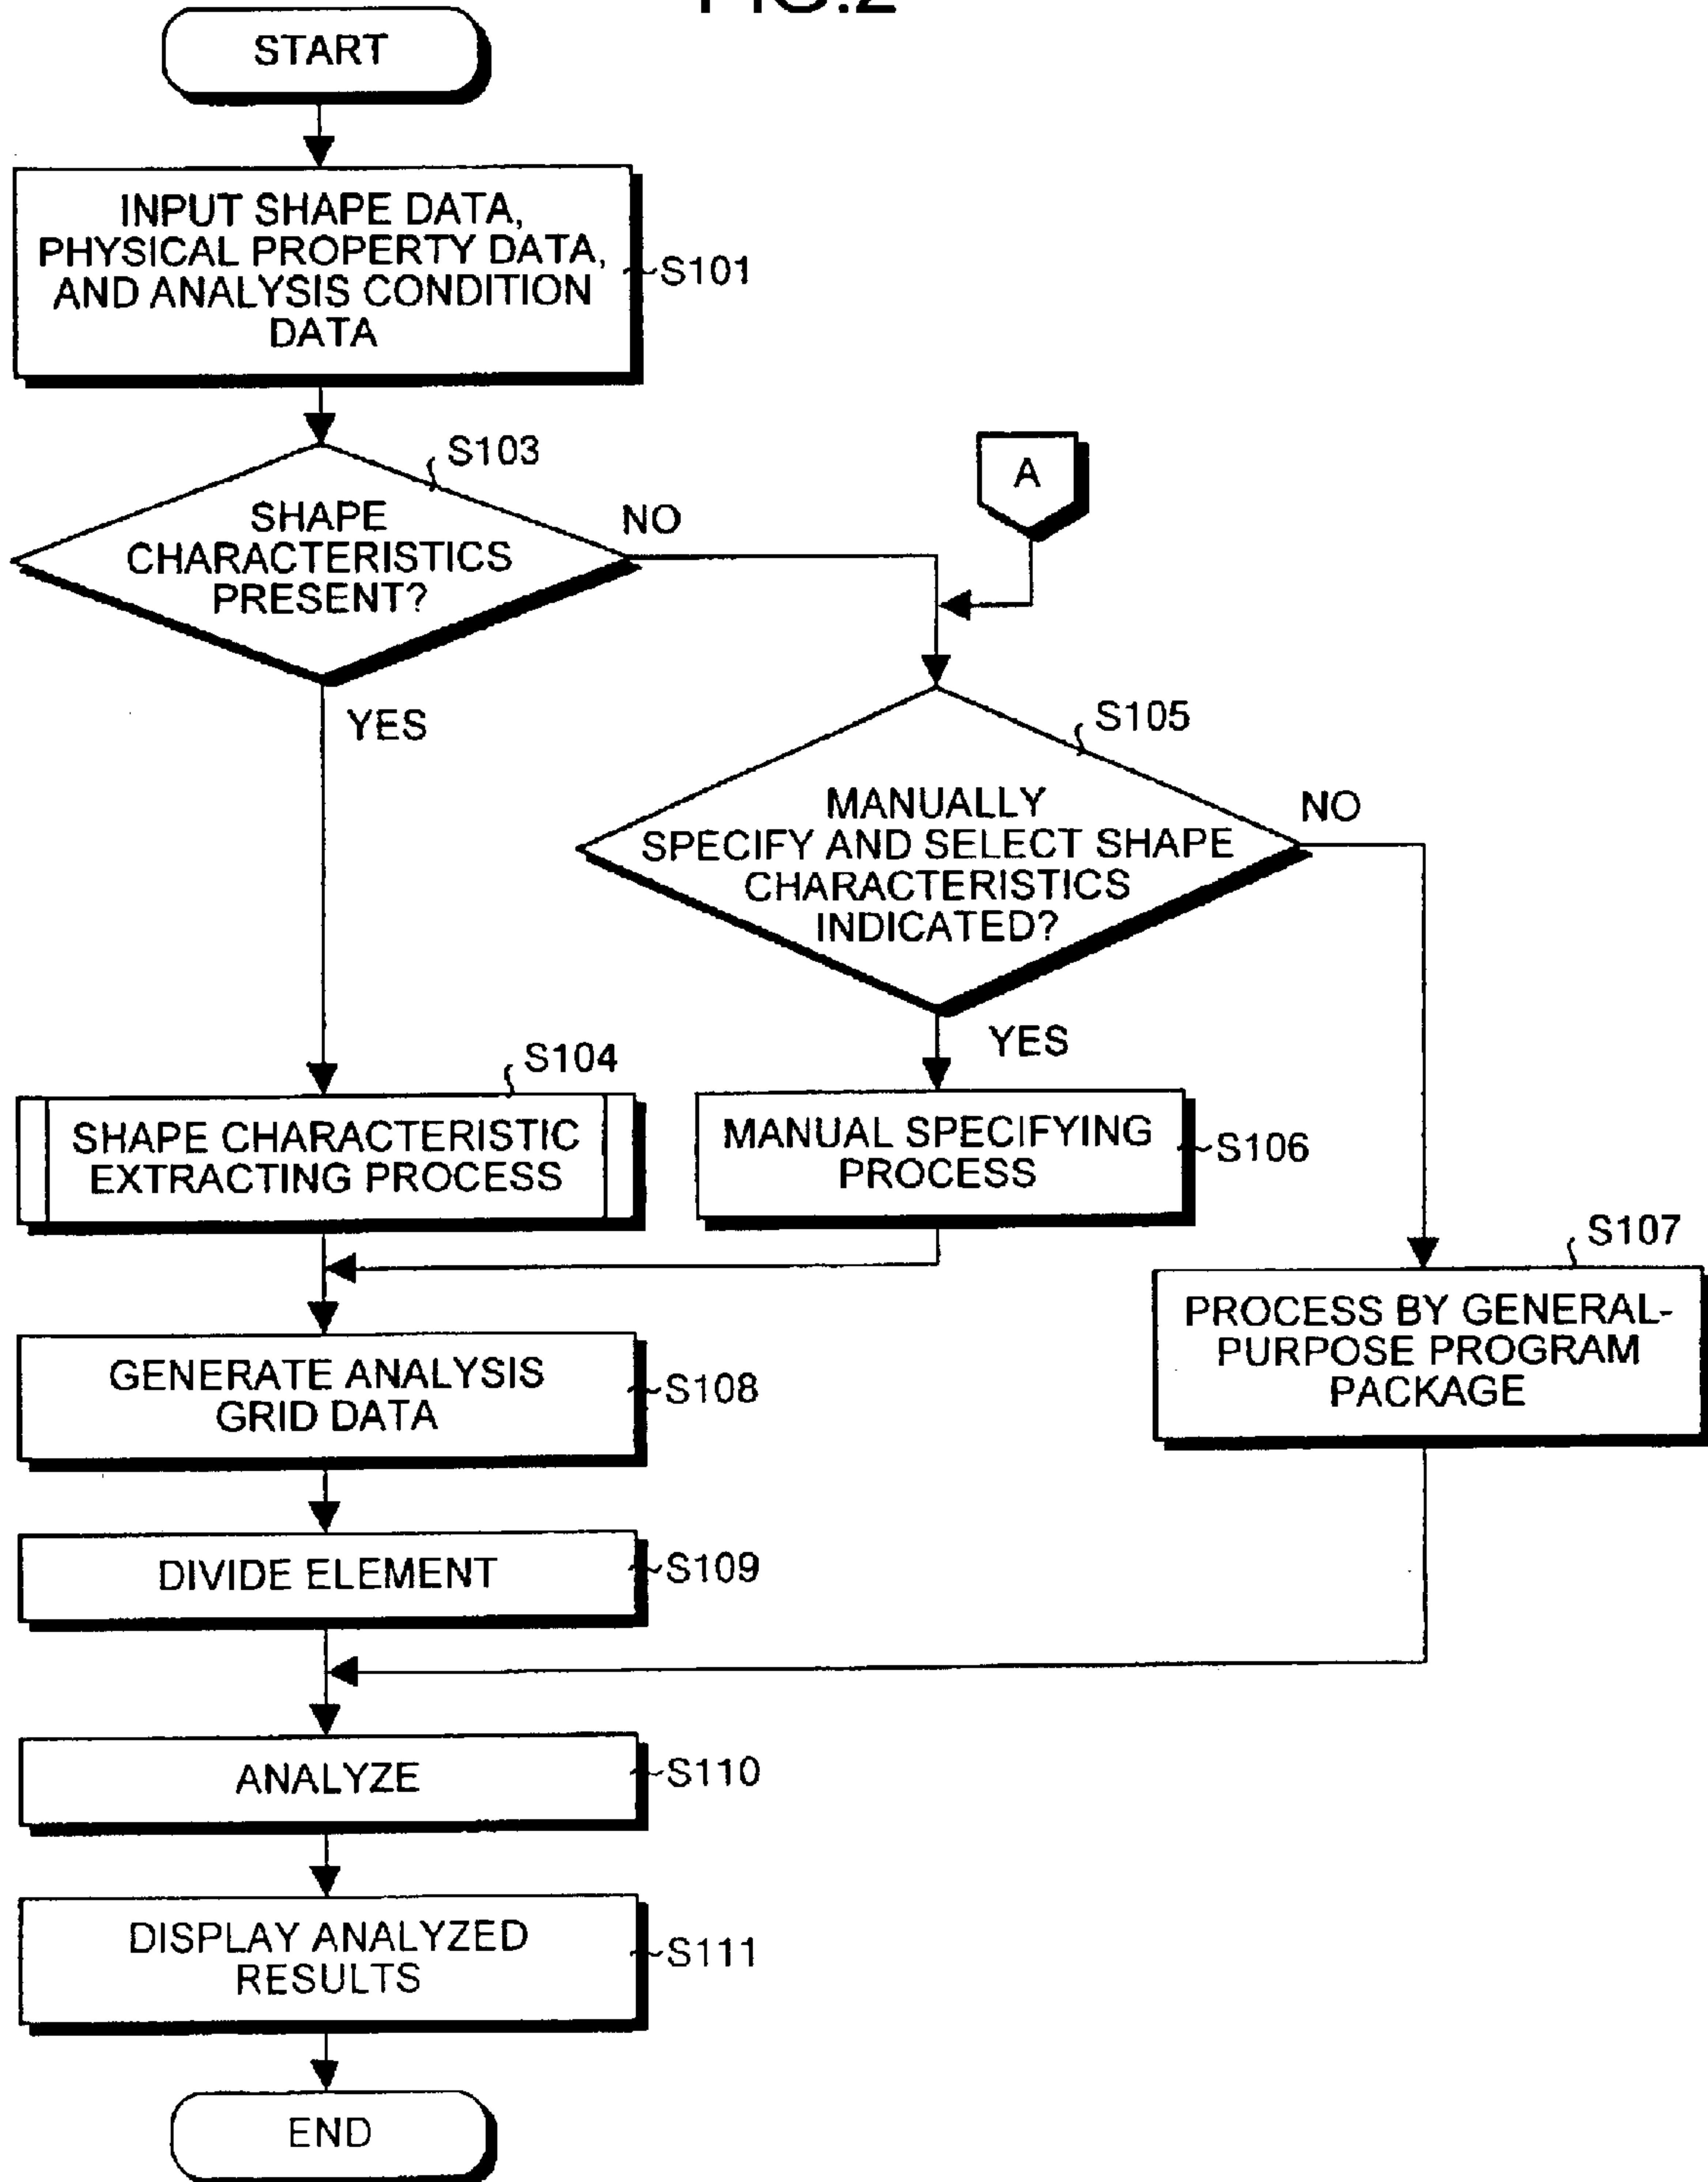 FIG.2
START
INPUT SHAPE DATA,
PHYSICAL PROPERTY DATA,
AND ANALYSIS CONDITION
DATA
S101
S103
SHAPE
CHARACTERISTICS
PRESENT?
NO
A
YES
S105
MANUALLY
SPECIFY AND SELECT SHAPE
CHARACTERISTICS
INDICATED?
NO
YES
S104
SHAPE CHARACTERISTIC
EXTRACTING PROCESS
MANUAL SPECIFYING
PROCESS
S106
S107
PROCESS BY GENERAL-
PURPOSE PROGRAM
PACKAGE
GENERATE ANALYSIS
GRID DATA
S108
DIVIDE ELEMENT
S109
ANALYZE
S110
DISPLAY ANALYZED
RESULTS
S111
END